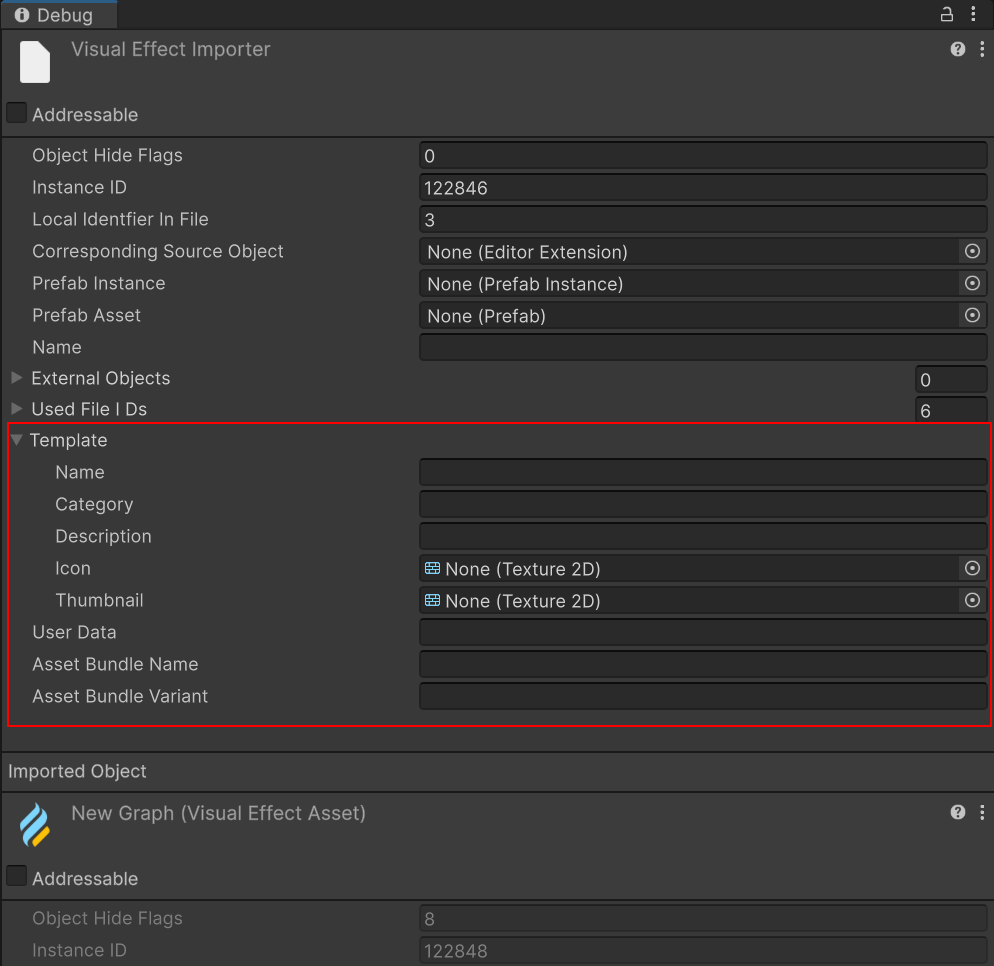 Debug
Visual Effect Importer
Addressable
Object Hide Flags 0
Instance ID 122846
Local Identfier In File 3
Corresponding Source Object None (Editor Extension)
Prefab Instance None (Prefab Instance)
Prefab Asset None (Prefab)
Name
External Objects 0
Used File I Ds 6
Template
Name
Category
Description
Icon None (Texture 2D)
Thumbnail None (Texture 2D)
User Data
Asset Bundle Name
Asset Bundle Variant
Imported Object
New Graph (Visual Effect Asset)
Addressable
Object Hide Flags 8
Instance ID 122848